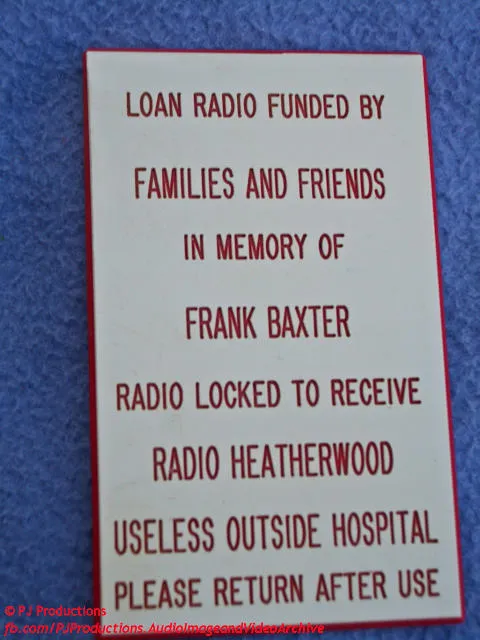 LOAN RADIO FUNDED BY
FAMILIES AND FRIENDS
IN MEMORY OF
FRANK BAXTER
RADIO LOCKED TO RECEIVE
RADIO HEATHERWOOD
USELESS OUTSIDE HOSPITAL
PLEASE RETURN AFTER USE
© PJ Productions
fb.com/PJProductions.AudioImageandVideoArchive